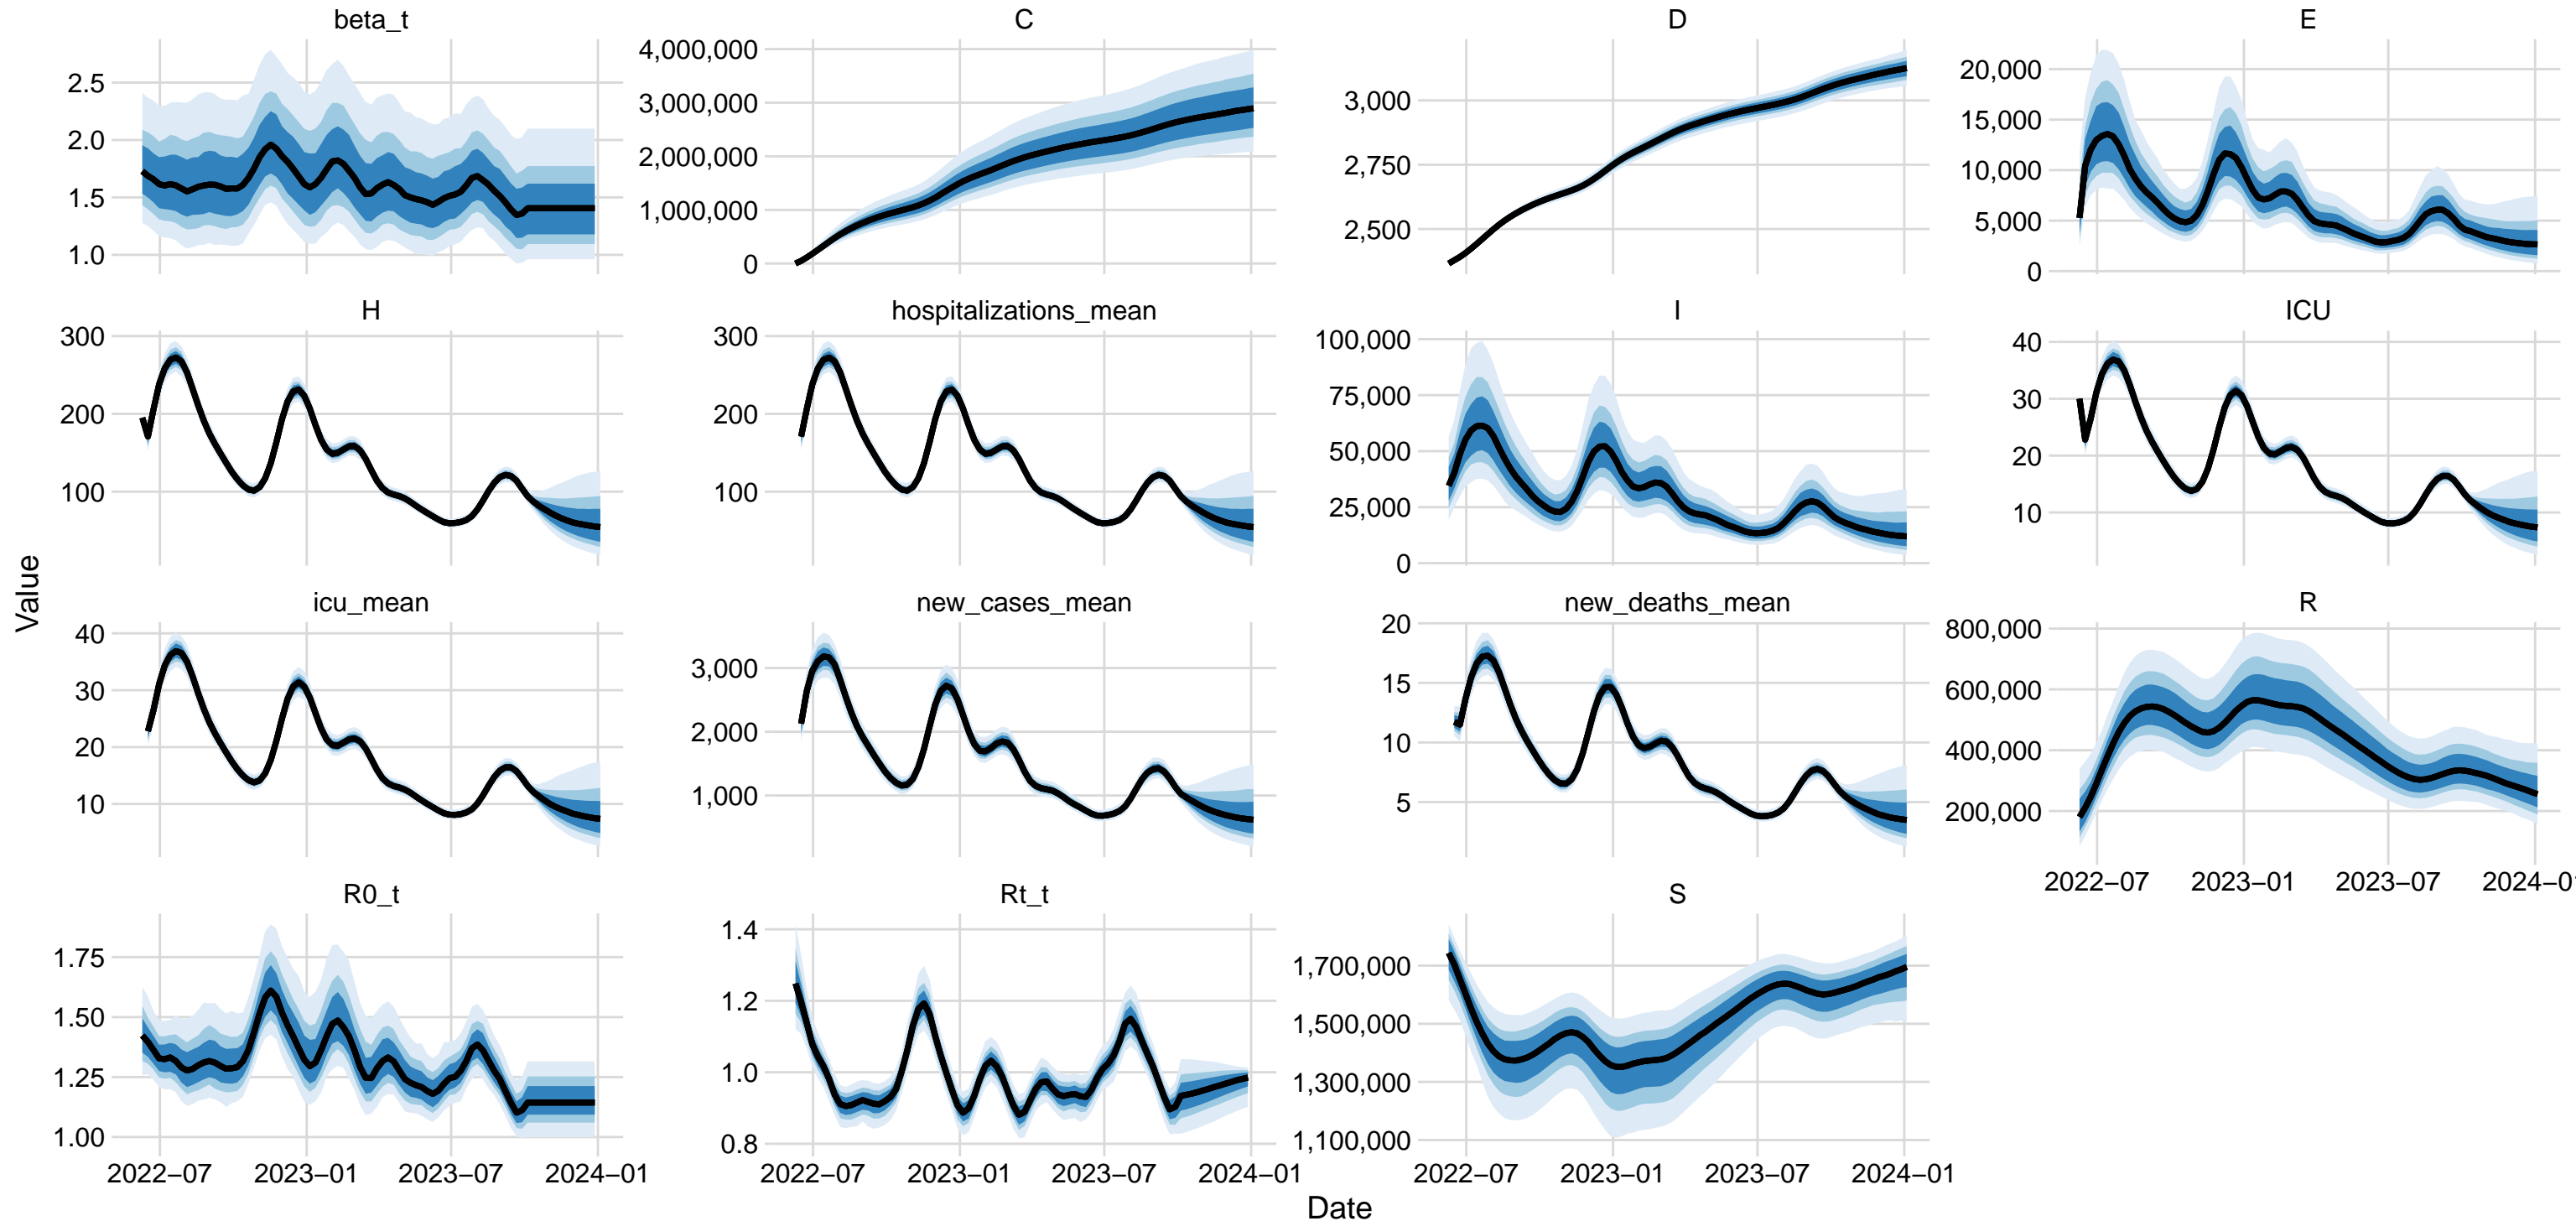 beta_t
C
D
E
2.5
2.0
1.5
1.0
4,000,000
3,000,000
2,000,000
1,000,000
0
3,000
2,750
2,500
20,000
15,000
10,000
5,000
0
H
hospitalizations_mean
I
ICU
300
200
100
300
200
100
100,000
75,000
50,000
25,000
0
40
30
20
10
Value
icu_mean
new_cases_mean
new_deaths_mean
R
40
30
20
10
3,000
2,000
1,000
20
15
10
5
800,000
600,000
400,000
200,000
2022−07 2023−01 2023−07 2024−01
R0_t
Rt_t
S
1.75
1.50
1.25
1.00
1.4
1.2
1.0
0.8
1,700,000
1,500,000
1,300,000
1,100,000
2022−07 2023−01 2023−07 2024−01
2022−07 2023−01 2023−07 2024−01
2022−07 2023−01 2023−07 2024−01
Date